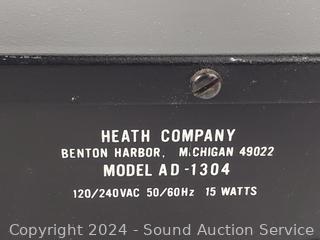 HEATH COMPANY
BENTON HARBOR, MICHIGAN 49022
MODEL AD-1304
120/240VAC 50/60Hz 15 WATTS
Copyright 2024 - Sound Auction Service